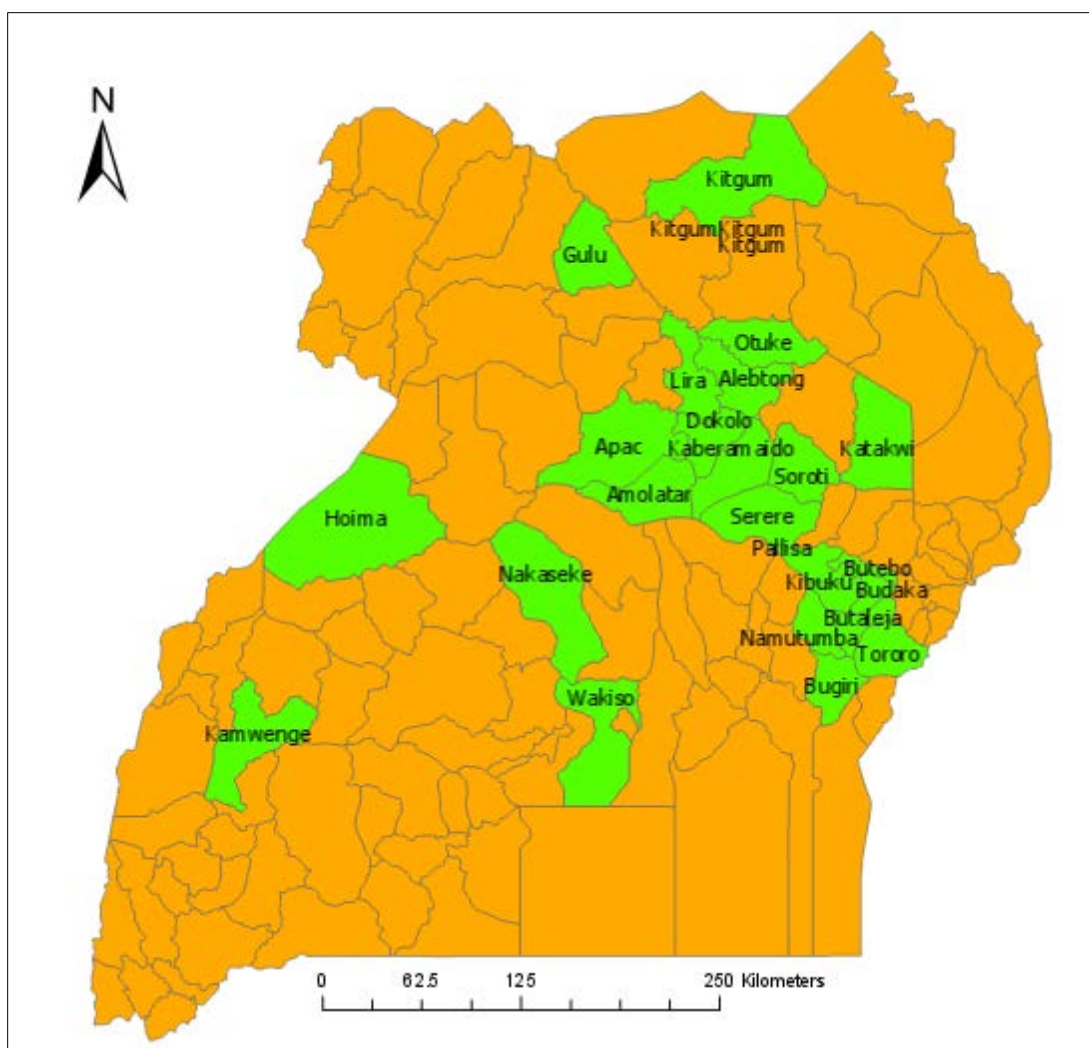 N
Kitgum
Kitgum Kitgum
Kitgum
Gulu
Otuke
Lira Alebtong
Dokolo
Apac Kaberamaido Katakwi
Soroti
Amolatar
Hoima Serere
Pallisa
Nakaseke Kibuku Butebo
Budaka
Butaleja
Namutumba
Tororo
Wakiso Bugiri
Kamwenge
0 62.5 125 250 Kilometers